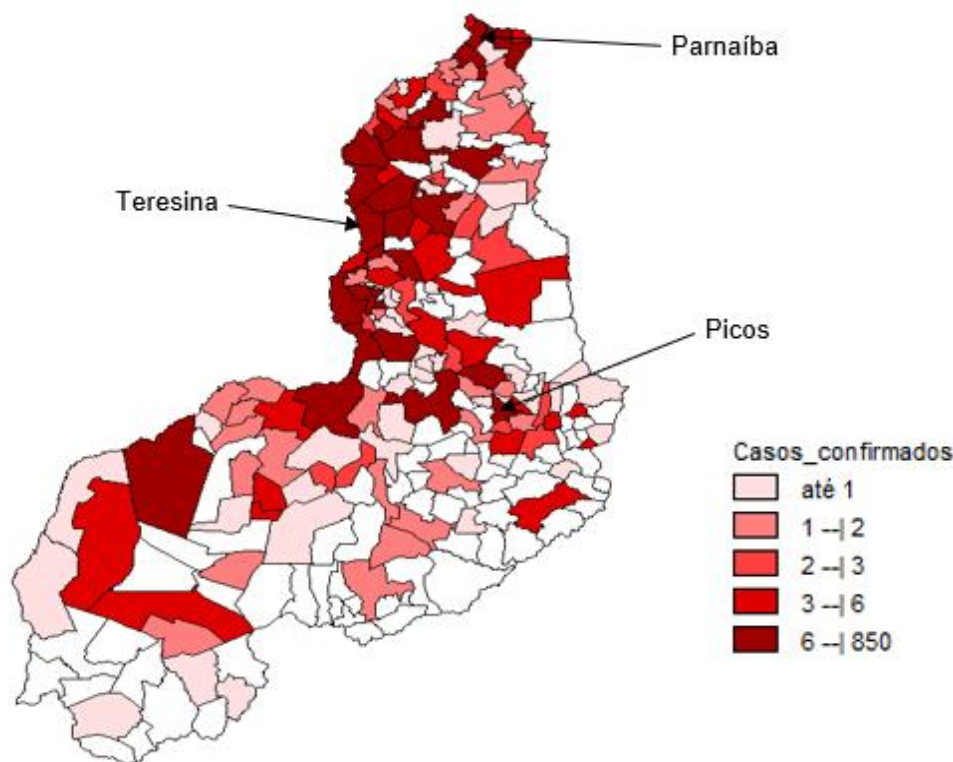 Parnaíba
Teresina
Picos
Casos_confirmados
até 1
1 --| 2
2 --| 3
3 --| 6
6 --| 850